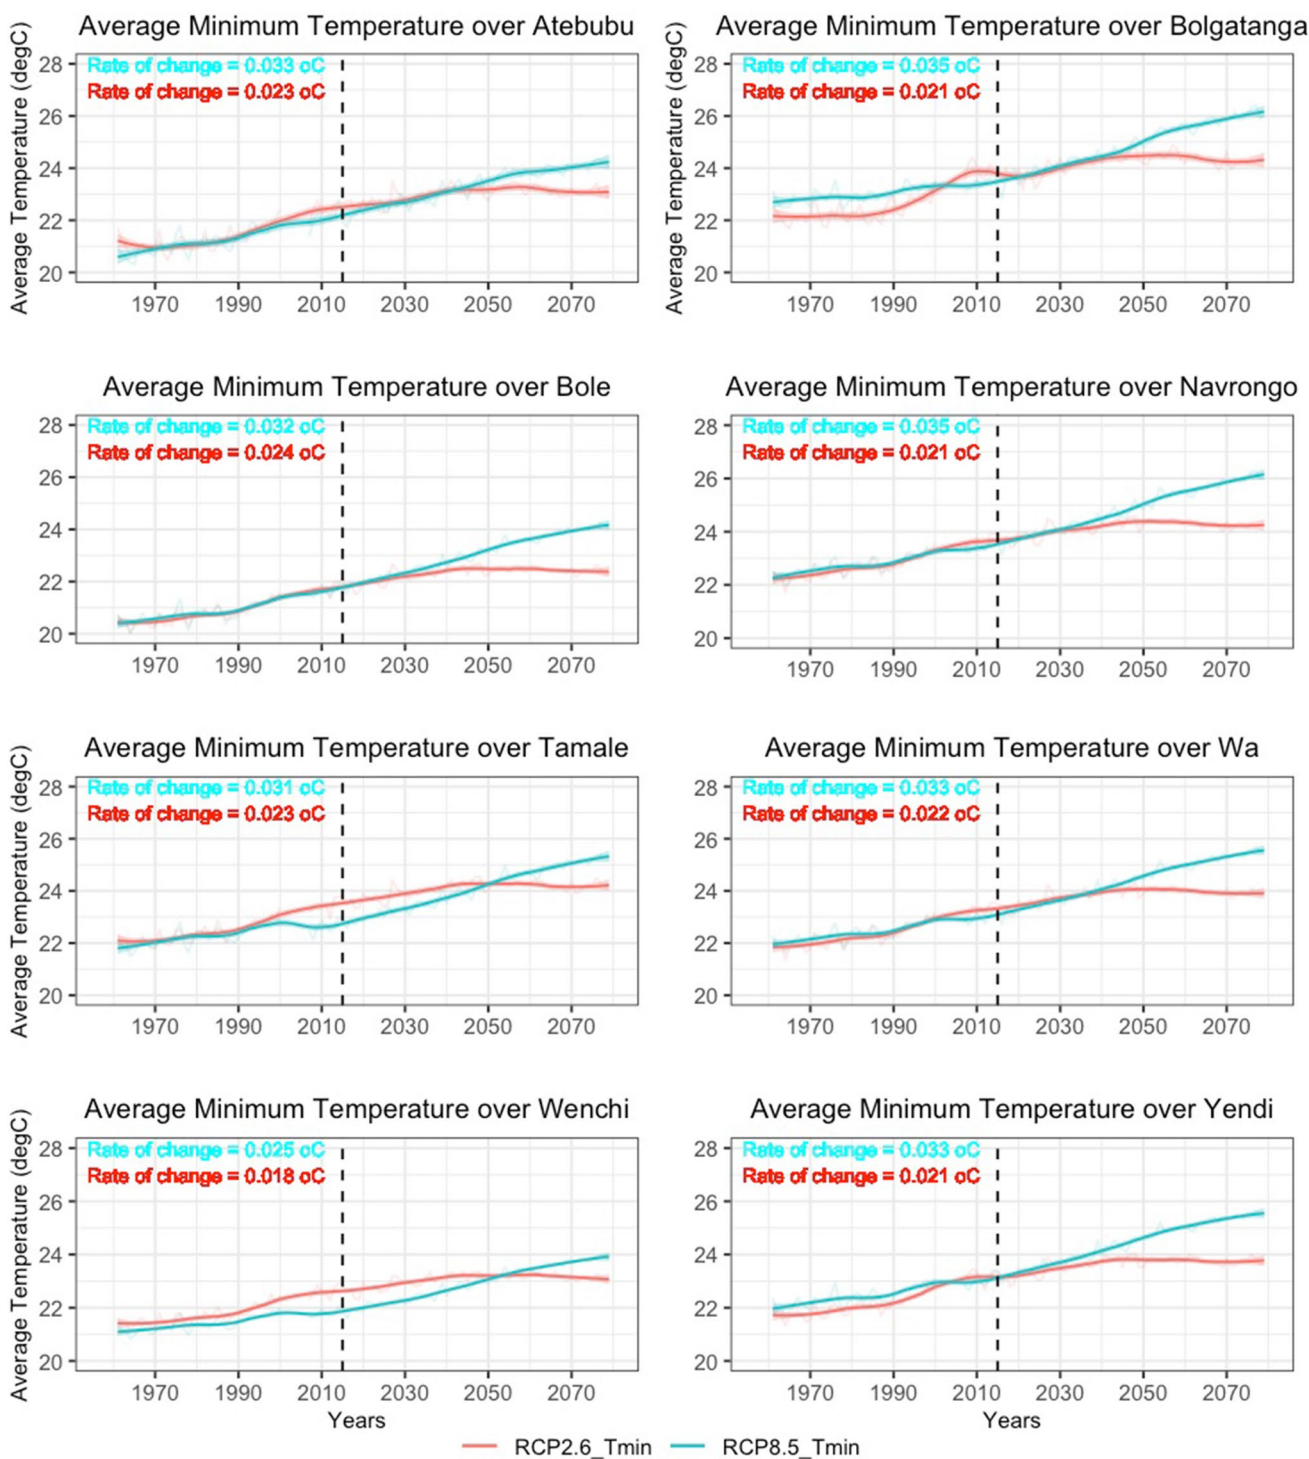 Average Minimum Temperature over Atebubu
Average Temperature (degC)
Rate of change = 0.033 oC
Rate of change = 0.023 oC
28
26
24
22
20
1970 1990 2010 2030 2050 2070
Average Minimum Temperature over Bolgatanga
Average Temperature (degC)
Rate of change = 0.035 oC
Rate of change = 0.021 oC
28
26
24
22
20
1970 1990 2010 2030 2050 2070
Average Minimum Temperature over Bole
Rate of change = 0.032 oC
Rate of change = 0.024 oC
28
26
24
22
20
1970 1990 2010 2030 2050 2070
Average Minimum Temperature over Navrongo
Rate of change = 0.035 oC
Rate of change = 0.021 oC
28
26
24
22
20
1970 1990 2010 2030 2050 2070
Average Minimum Temperature over Tamale
Average Temperature (degC)
Rate of change = 0.031 oC
Rate of change = 0.023 oC
28
26
24
22
20
1970 1990 2010 2030 2050 2070
Average Minimum Temperature over Wa
Rate of change = 0.033 oC
Rate of change = 0.022 oC
28
26
24
22
20
1970 1990 2010 2030 2050 2070
Average Minimum Temperature over Wenchi
Average Temperature (degC)
Rate of change = 0.025 oC
Rate of change = 0.018 oC
28
26
24
22
20
1970 1990 2010 2030 2050 2070
Years
Average Minimum Temperature over Yendi
Rate of change = 0.033 oC
Rate of change = 0.021 oC
28
26
24
22
20
1970 1990 2010 2030 2050 2070
Years
RCP2.6_Tmin RCP8.5_Tmin